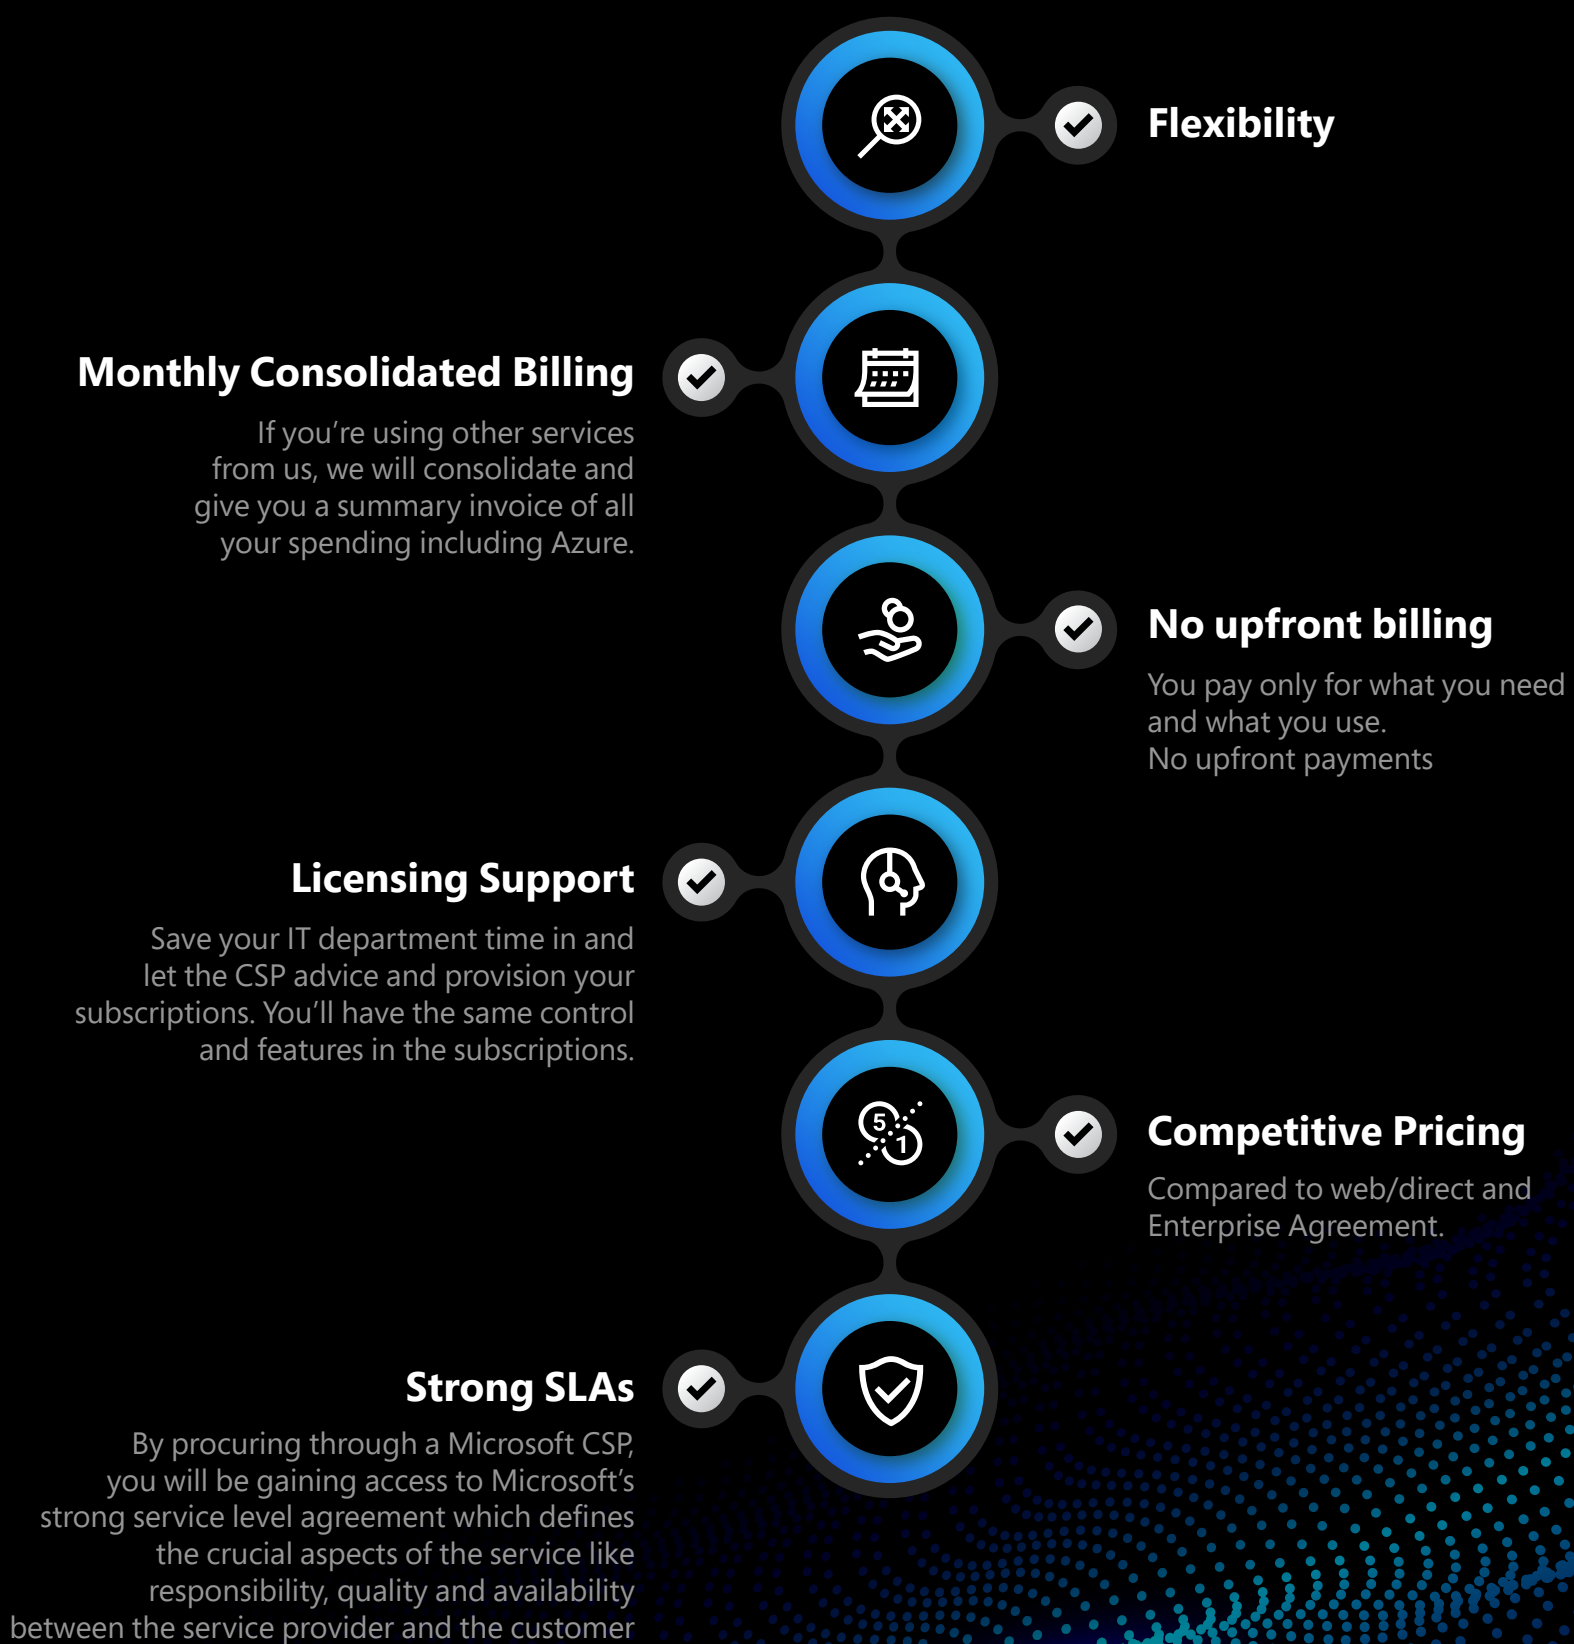 Flexibility
Monthly Consolidated Billing
If you’re using other services
from us, we will consolidate and
give you a summary invoice of all
your spending including Azure.
No upfront billing
You pay only for what you need
and what you use.
No upfront payments
Licensing Support
Save your IT department time in and
let the CSP advice and provision your
subscriptions. You’ll have the same control
and features in the subscriptions.
5
1
Competitive Pricing
Compared to web/direct and
Enterprise Agreement.
Strong SLAs
By procuring through a Microsoft CSP,
you will be gaining access to Microsoft’s
strong service level agreement which defines
the crucial aspects of the service like
responsibility, quality and availability
between the service provider and the customer